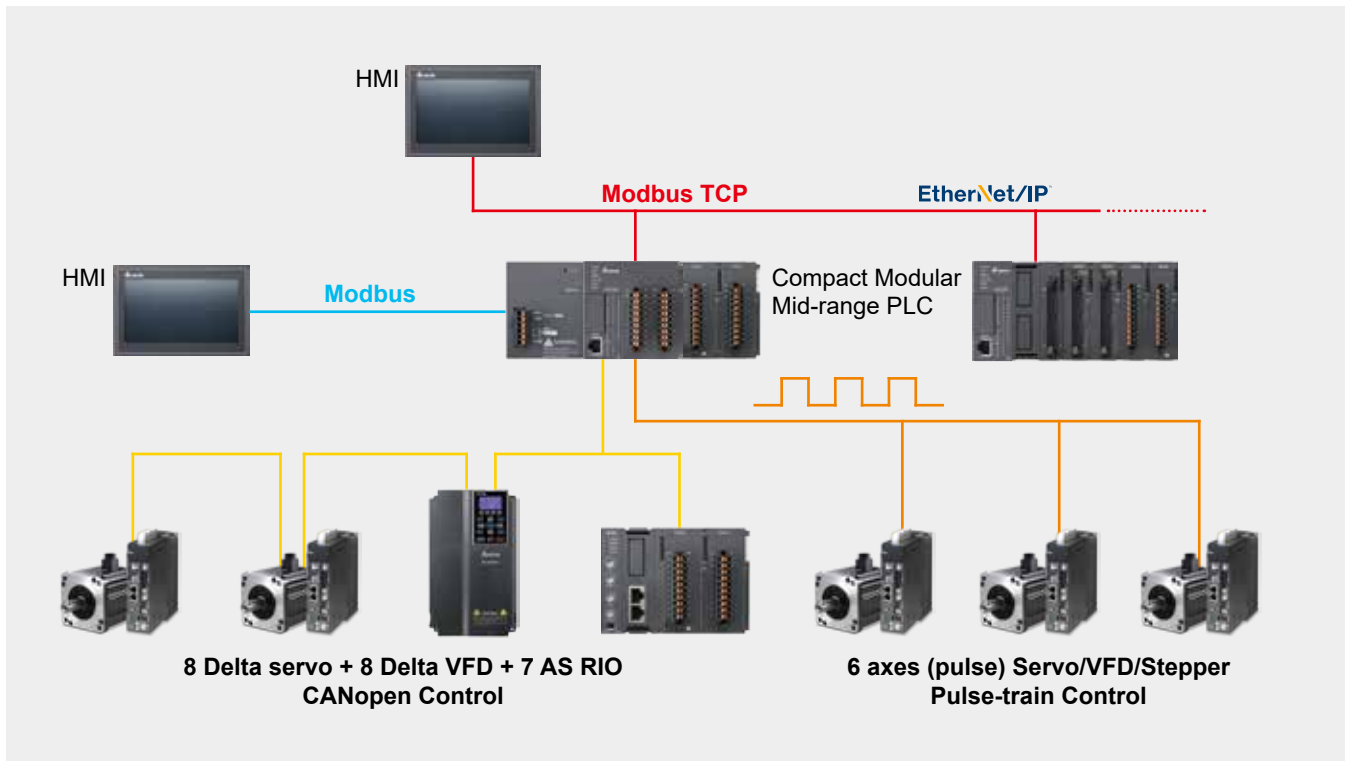 HMI
Modbus TCP
EtherNet/IP
HMI
Modbus
Compact Modular
Mid-range PLC
8 Delta servo + 8 Delta VFD + 7 AS RIO
CANopen Control
6 axes (pulse) Servo/VFD/Stepper
Pulse-train Control